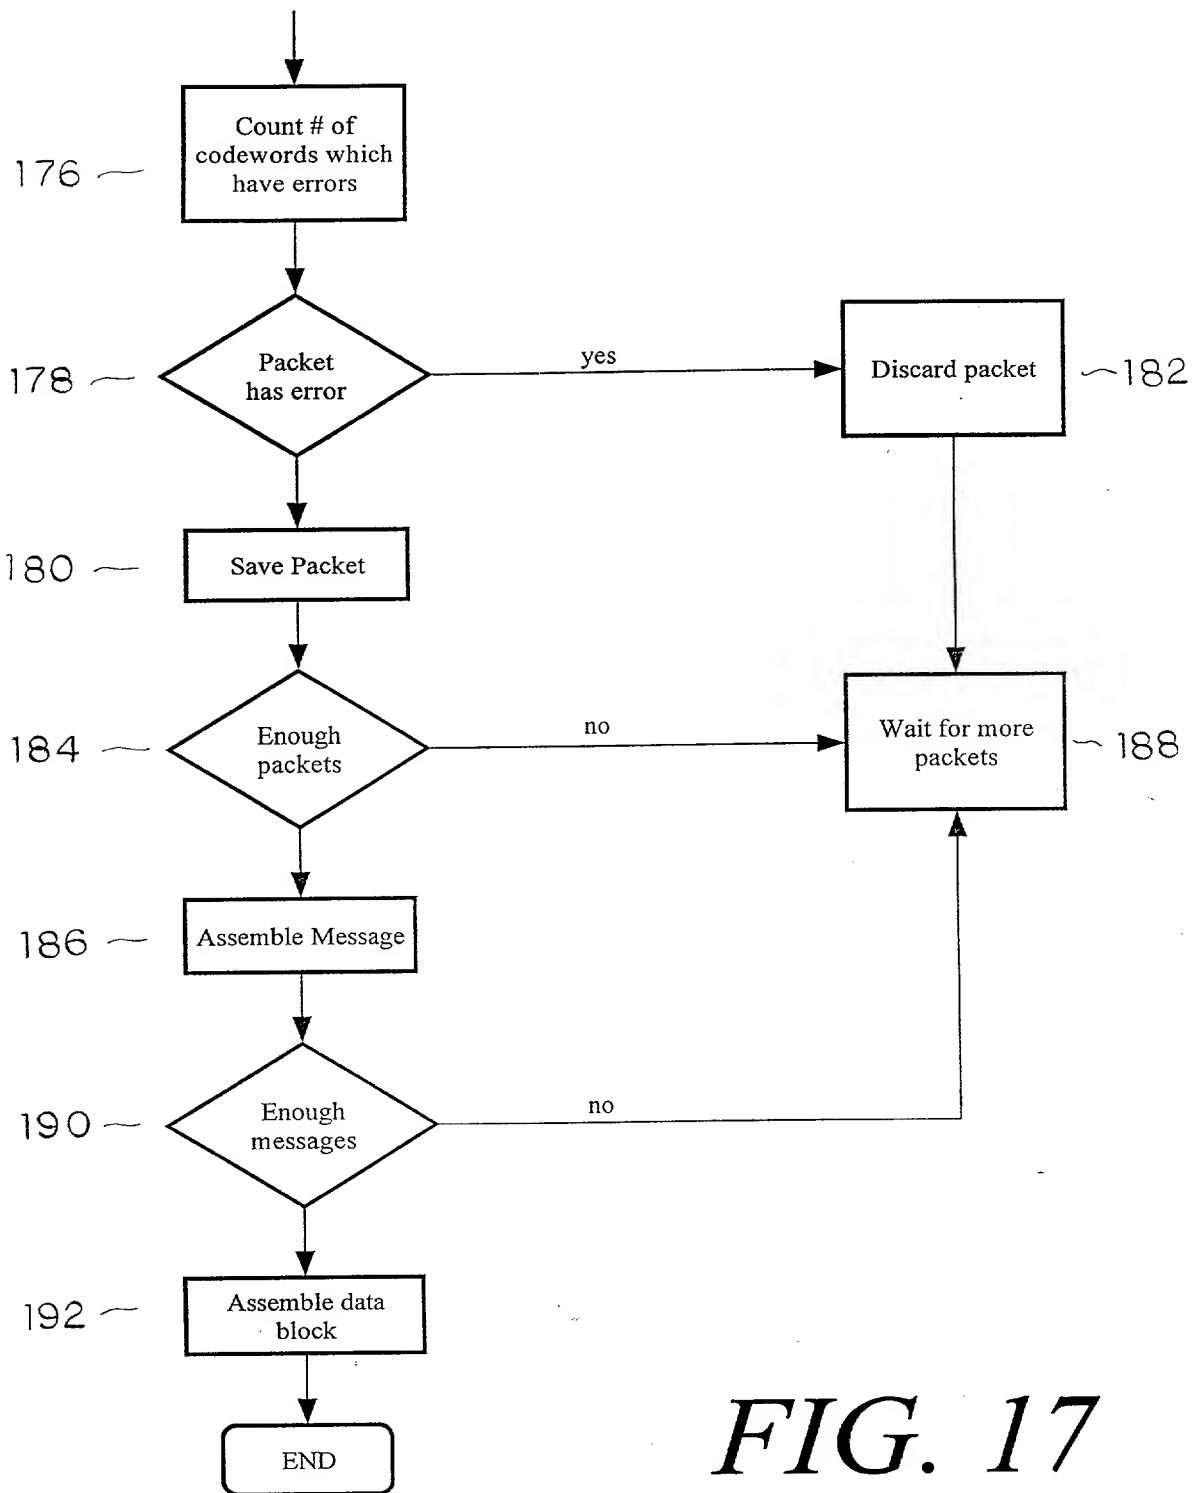 Count # of
codewords which
have errors
176
Packet
has error
178
yes
Discard packet
182
Save Packet
180
Enough
packets
184
no
Wait for more
packets
188
Assemble Message
186
Enough
messages
190
no
Assemble data
block
192
END
FIG. 17